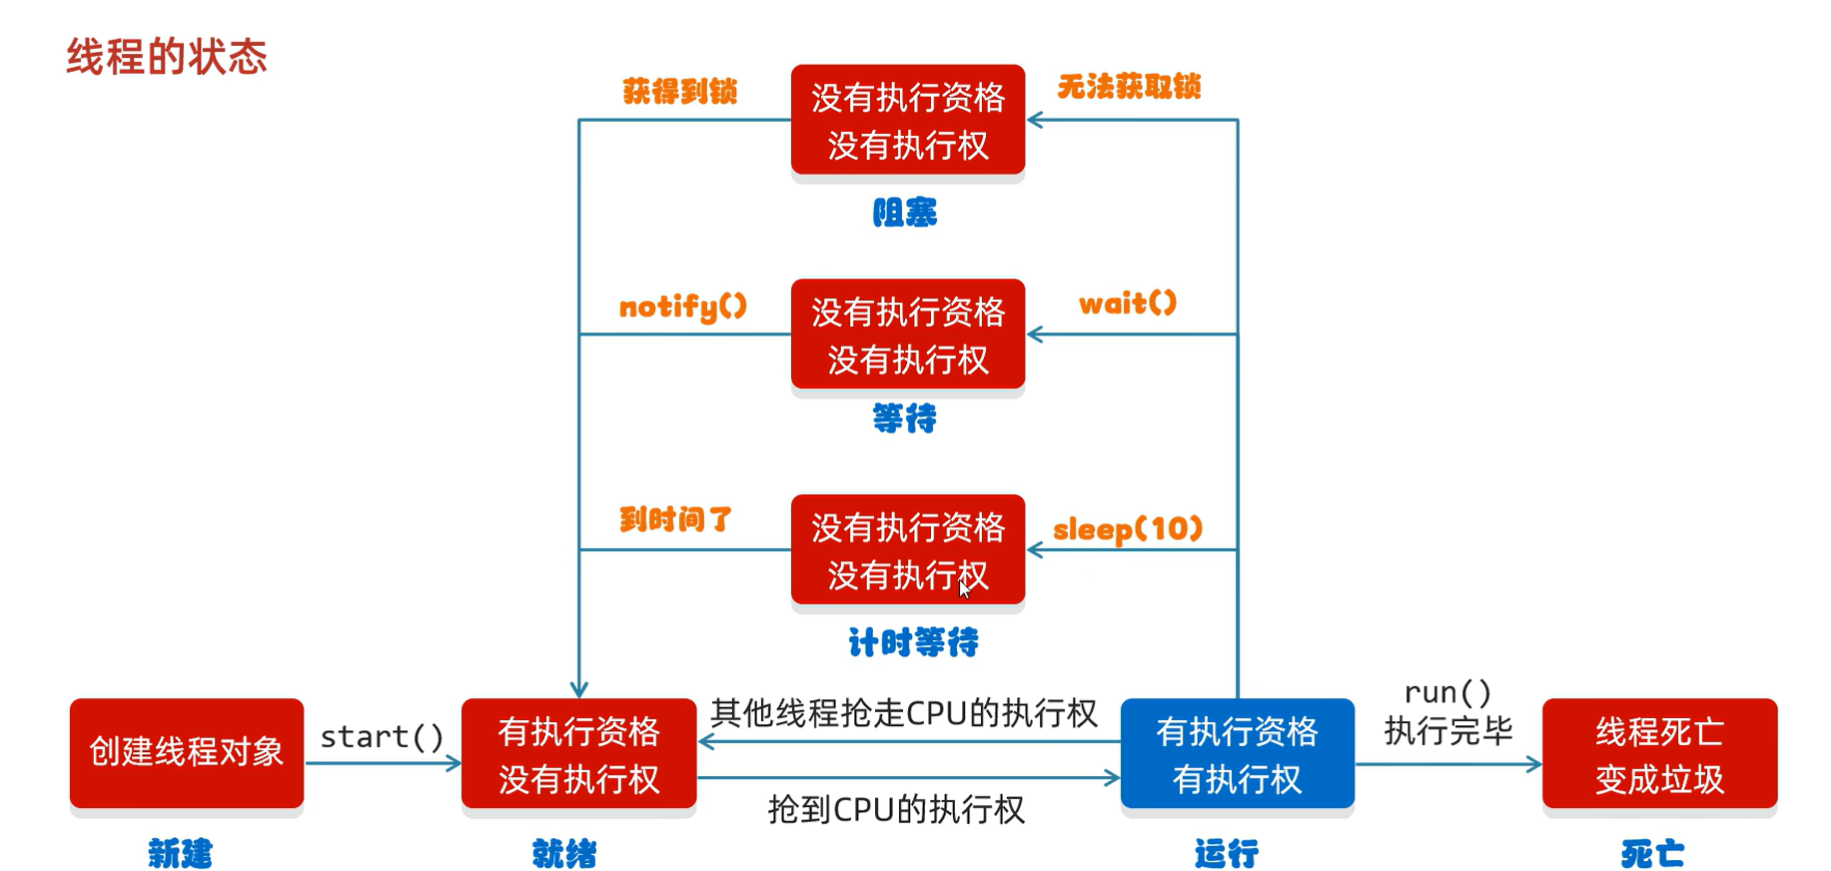 线程的状态
获得到锁
没有执行资格
没有执行权
无法获取锁
阻塞
notify()
没有执行资格
没有执行权
wait()
等待
到时间了
没有执行资格
没有执行权
sleep(10)
计时等待
创建线程对象
start()
有执行资格
没有执行权
其他线程抢走CPU的执行权
抢到CPU的执行权
有执行资格
有执行权
run()
执行完毕
线程死亡
变成垃圾
新建
就绪
运行
死亡